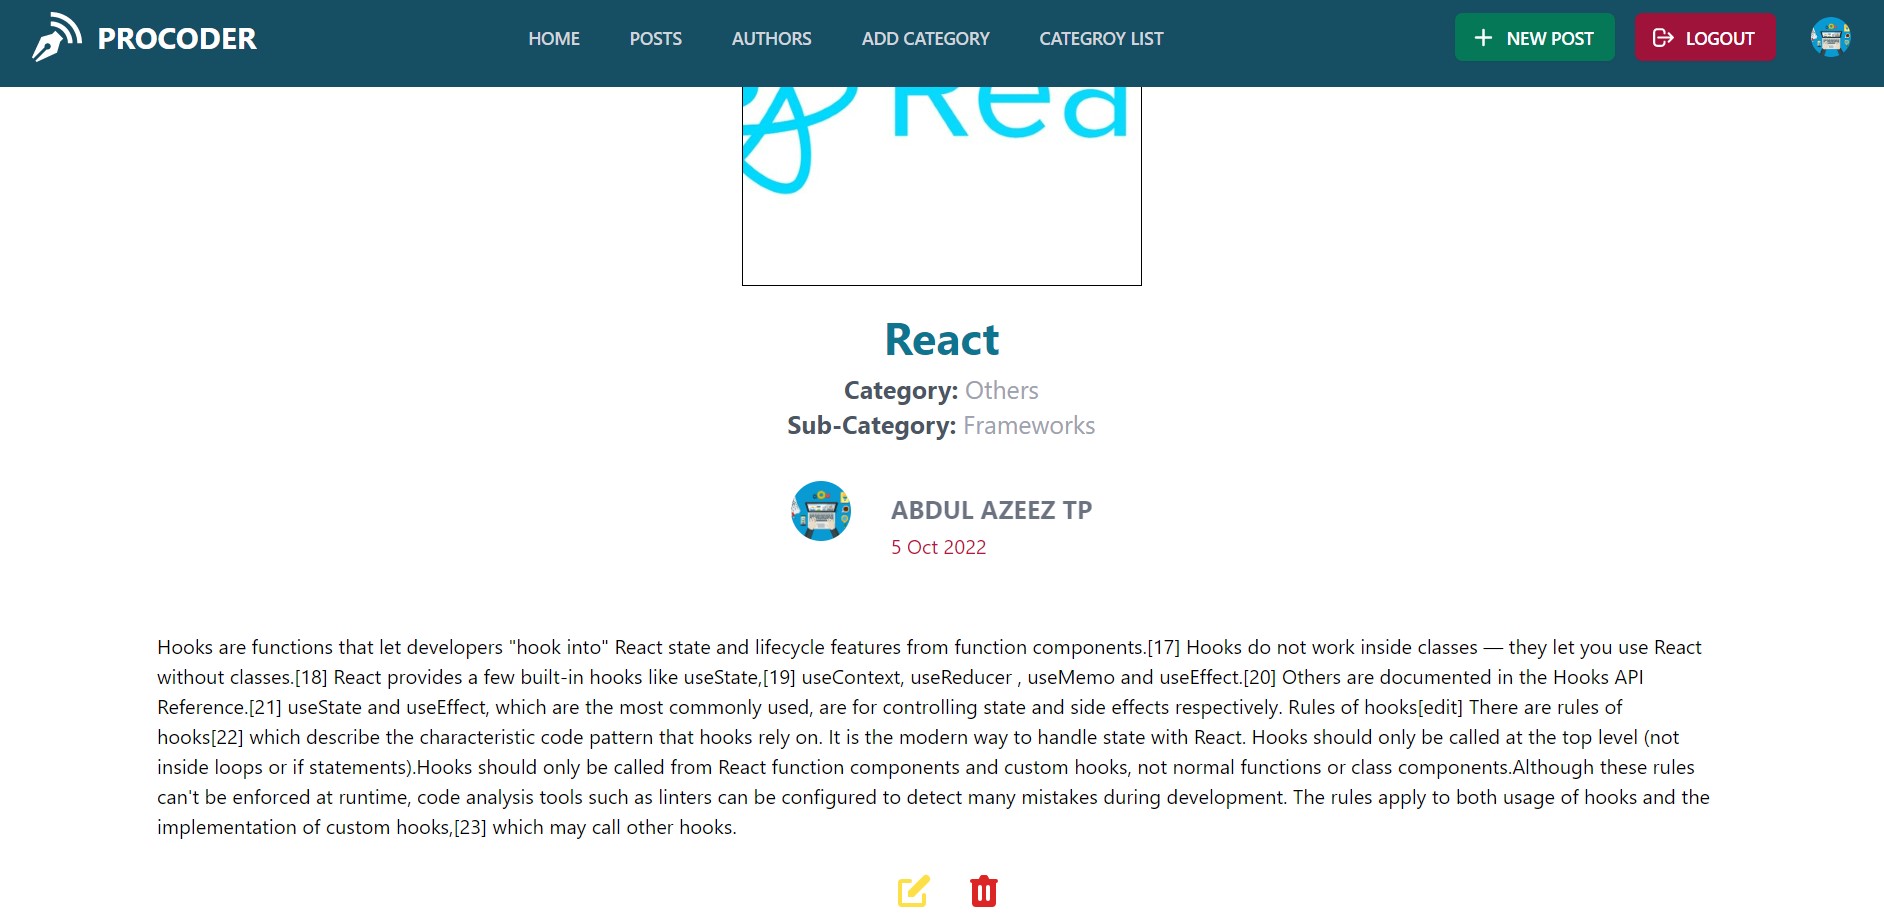 PROCODER
HOME POSTS AUTHORS ADD CATEGORY CATEGROY LIST
NEW POST LOGOUT
Rea
React
Category: Others
Sub-Category: Frameworks
ABDUL AZEEZ TP
5 Oct 2022
Hooks are functions that let developers "hook into" React state and lifecycle features from function components.[17] Hooks do not work inside classes — they let you use React
without classes.[18] React provides a few built-in hooks like useState,[19] useContext, useReducer , useMemo and useEffect.[20] Others are documented in the Hooks API
Reference.[21] useState and useEffect, which are the most commonly used, are for controlling state and side effects respectively. Rules of hooks[edit] There are rules of
hooks[22] which describe the characteristic code pattern that hooks rely on. It is the modern way to handle state with React. Hooks should only be called at the top level (not
inside loops or if statements).Hooks should only be called from React function components and custom hooks, not normal functions or class components.Although these rules
can't be enforced at runtime, code analysis tools such as linters can be configured to detect many mistakes during development. The rules apply to both usage of hooks and the
implementation of custom hooks,[23] which may call other hooks.